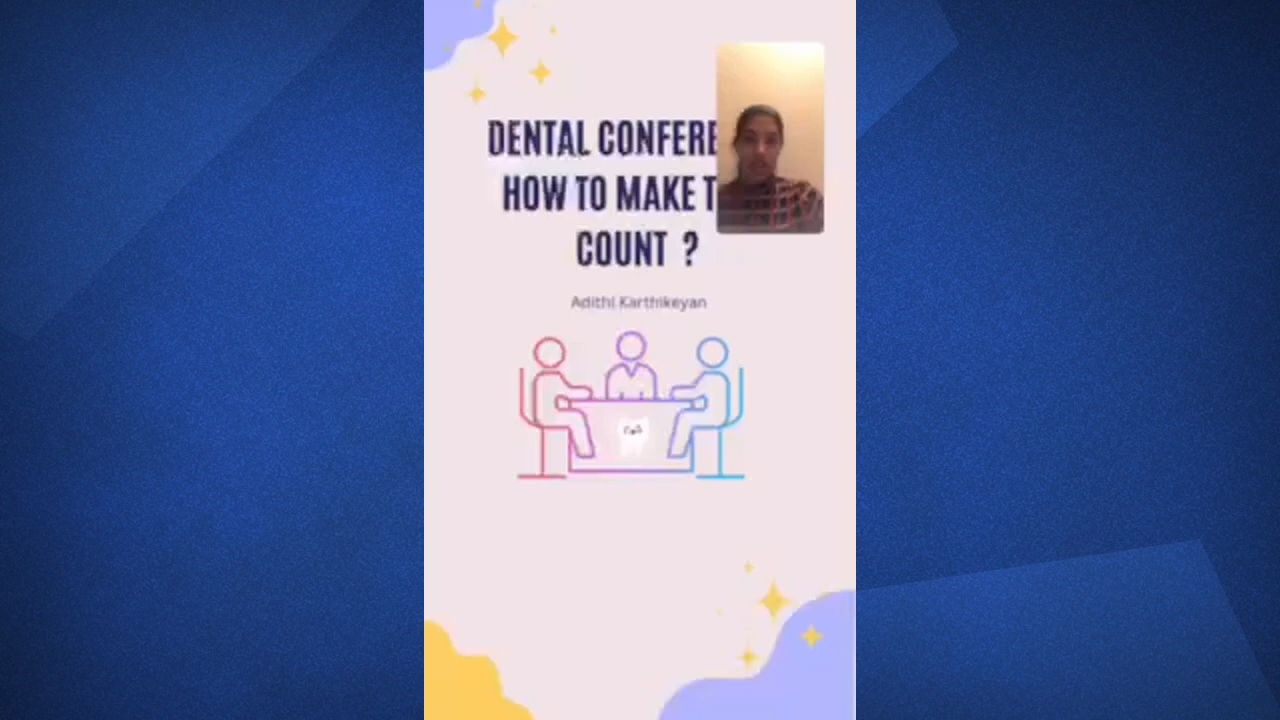 DENTAL CONFERE
HOW TO MAKE T
COUNT ?
Adithi Karthikeyan